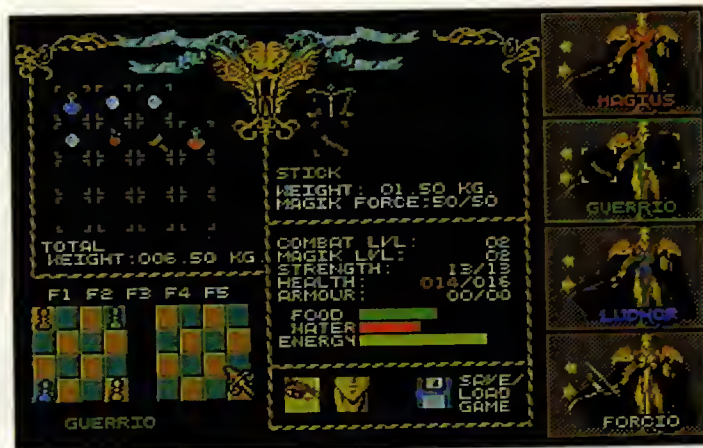 STICK
WEIGHT: 01.50 KG.
MAGIK FORCE:50/50
TOTAL
WEIGHT:006.50 KG.
COMBAT LVL: 02
MAGIK LVL: 02
STRENGTH: 13/13
HEALTH: 014/016
ARMOUR: 00/00
FOOD
WATER
ENERGY
F1 F2 F3 F4 F5
GUERRIO
SAVE/
LOAD
GAME
MAGIUS
GUERRIO
LUDHOR
FORCIO